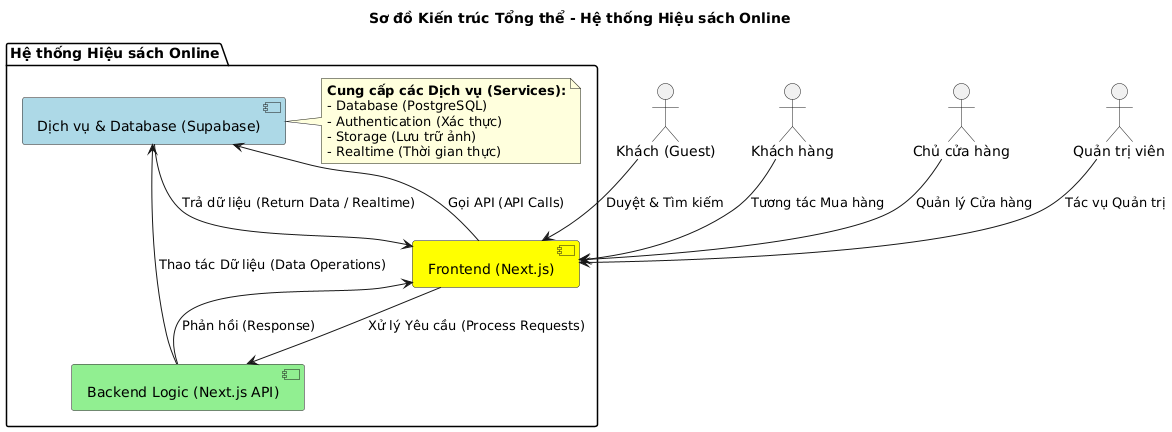 Sơ đồ Kiến trúc Tổng thể - Hệ thống Hiệu sách Online
Hệ thống Hiệu sách Online
Dịch vụ & Database (Supabase)
Cung cấp các Dịch vụ (Services):
- Database (PostgreSQL)
- Authentication (Xác thực)
- Storage (Lưu trữ ảnh)
- Realtime (Thời gian thực)
Khách (Guest)
Khách hàng
Chủ cửa hàng
Quản trị viên
Trả dữ liệu (Return Data / Realtime)
Gọi API (API Calls)
Duyệt & Tìm kiếm
Tương tác Mua hàng
Quản lý Cửa hàng
Tác vụ Quản trị
Thao tác Dữ liệu (Data Operations)
Frontend (Next.js)
Phản hồi (Response)
Xử lý Yêu cầu (Process Requests)
Backend Logic (Next.js API)